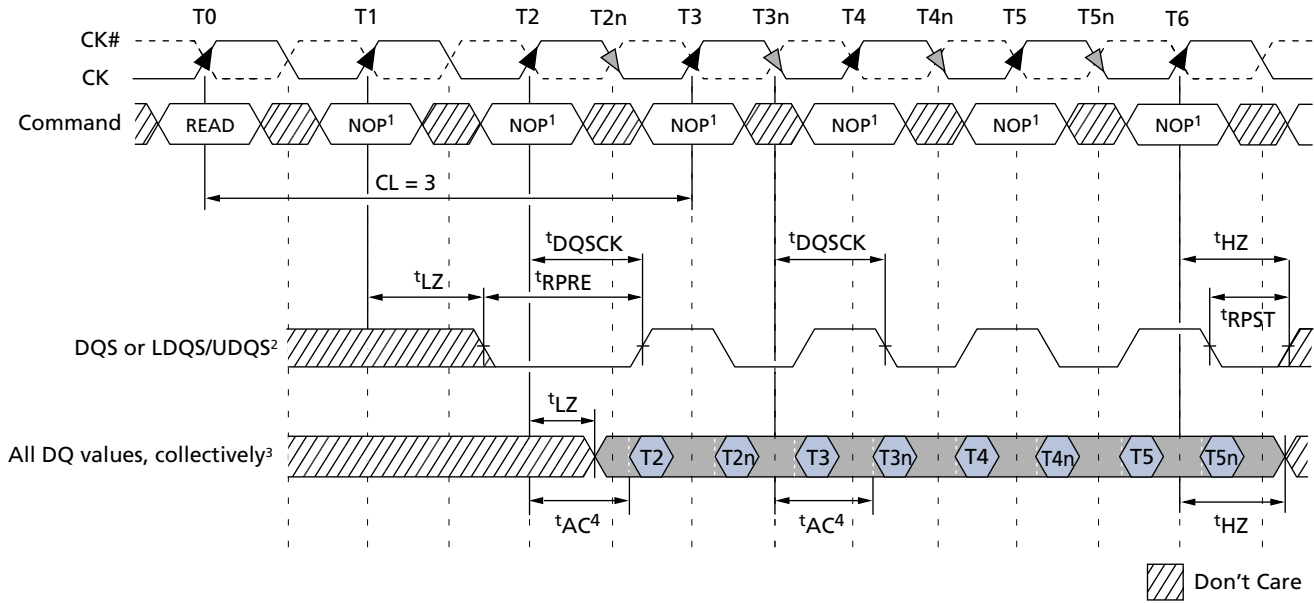 T0 T1 T2 T2n T3 T3n T4 T4n T5 T5n T6
CK#
CK
Command READ NOP¹ NOP¹ NOP¹ NOP¹ NOP¹ NOP¹
CL = 3
ᵗDQSCK ᵗDQSCK ᵗHZ
ᵗLZ ᵗRPRE
ᵗRPST
DQS or LDQS/UDQS²
ᵗLZ
All DQ values, collectively³ T2 T2n T3 T3n T4 T4n T5 T5n
ᵗAC⁴ ᵗAC⁴ ᵗHZ
Don't Care